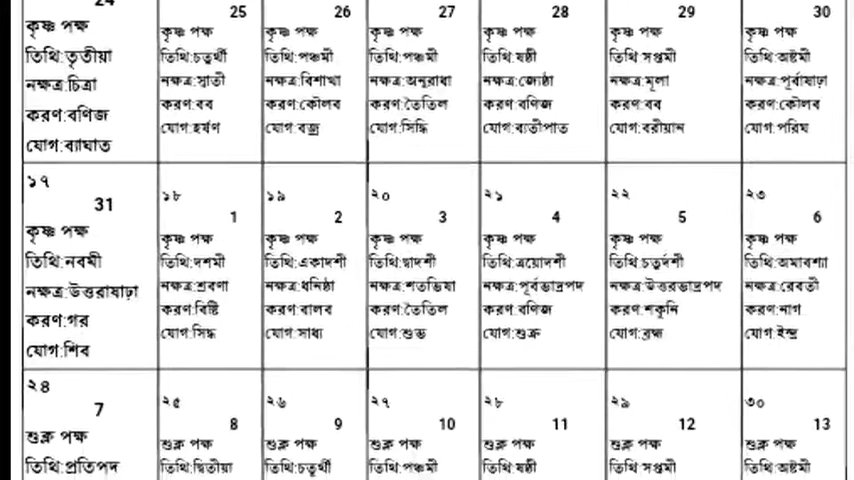 24
কৃষ্ণ পক্ষ
তিথি:তৃতীয়া
নক্ষত্র:চিত্রা
করণ:বণিজ
যোগ:ব্যাঘাত
25
কৃষ্ণ পক্ষ
তিথি:চতুর্থী
নক্ষত্র:স্বাতী
করণ:বব
যোগ:হর্ষণ
26
কৃষ্ণ পক্ষ
তিথি:পঞ্চমী
নক্ষত্র:বিশাখা
করণ:কৌলব
যোগ:বজ্র
27
কৃষ্ণ পক্ষ
তিথি:পঞ্চমী
নক্ষত্র:অনুরাধা
করণ:তৈতিল
যোগ:সিদ্ধি
28
কৃষ্ণ পক্ষ
তিথি:ষষ্ঠী
নক্ষত্র:জ্যেষ্ঠা
করণ:বণিজ
যোগ:ব্যতীপাত
29
কৃষ্ণ পক্ষ
তিথি:সপ্তমী
নক্ষত্র:মূলা
করণ:বব
যোগ:বরীয়ান
30
কৃষ্ণ পক্ষ
তিথি:অষ্টমী
নক্ষত্র:পূর্বাষাঢ়া
করণ:কৌলব
যোগ:পরিঘ
১৭
31
কৃষ্ণ পক্ষ
তিথি:নবমী
নক্ষত্র:উত্তরাষাঢ়া
করণ:গর
যোগ:শিব
১৮
1
কৃষ্ণ পক্ষ
তিথি:দশমী
নক্ষত্র:শ্রবণা
করণ:বিষ্টি
যোগ:সিদ্ধ
১৯
2
কৃষ্ণ পক্ষ
তিথি:একাদশী
নক্ষত্র:ধনিষ্ঠা
করণ:বালব
যোগ:সাধ্য
২০
3
কৃষ্ণ পক্ষ
তিথি:দ্বাদশী
নক্ষত্র:শতভিষা
করণ:তৈতিল
যোগ:শুভ
২১
4
কৃষ্ণ পক্ষ
তিথি:ত্রয়োদশী
নক্ষত্র:পূর্বভাদ্রপদ
করণ:বণিজ
যোগ:শুক্র
২২
5
কৃষ্ণ পক্ষ
তিথি:চতুর্দশী
নক্ষত্র:উত্তরভাদ্রপদ
করণ:শকুনি
যোগ:ব্রহ্ম
২৩
6
কৃষ্ণ পক্ষ
তিথি:অমাবশ্যা
নক্ষত্র:রেবতী
করণ:নাগ
যোগ:ইন্দ্র
২৪
7
শুক্ল পক্ষ
তিথি:প্রতিপদ
২৫
8
শুক্ল পক্ষ
তিথি:দ্বিতীয়া
২৬
9
শুক্ল পক্ষ
তিথি:চতুর্থী
২৭
10
শুক্ল পক্ষ
তিথি:পঞ্চমী
২৮
11
শুক্ল পক্ষ
তিথি:ষষ্ঠী
২৯
12
শুক্ল পক্ষ
তিথি:সপ্তমী
৩০
13
শুক্ল পক্ষ
তিথি:অষ্টমী